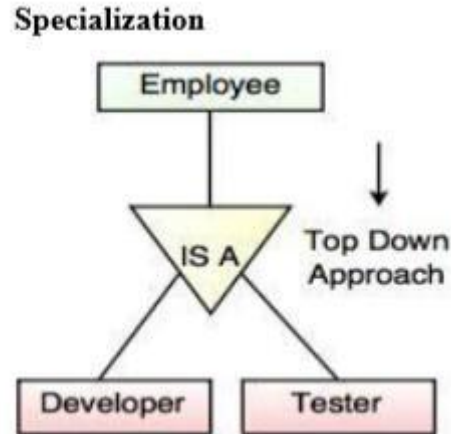 Specialization
Employee
IS A
Top Down
Approach
Developer
Tester